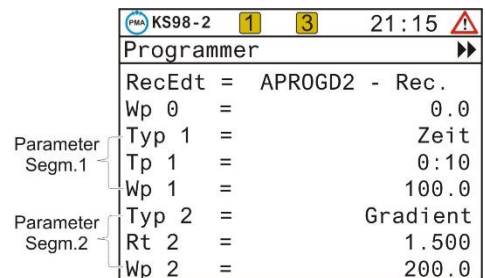 PMA KS98-2 1 3 21:15
Programmer
RecEdt = APROGD2 - Rec.
Wp 0 = 0.0
Typ 1 = Zeit
Parameter Segm.1
Tp 1 = 0:10
Wp 1 = 100.0
Typ 2 = Gradient
Parameter Segm.2
Rt 2 = 1.500
Wp 2 = 200.0